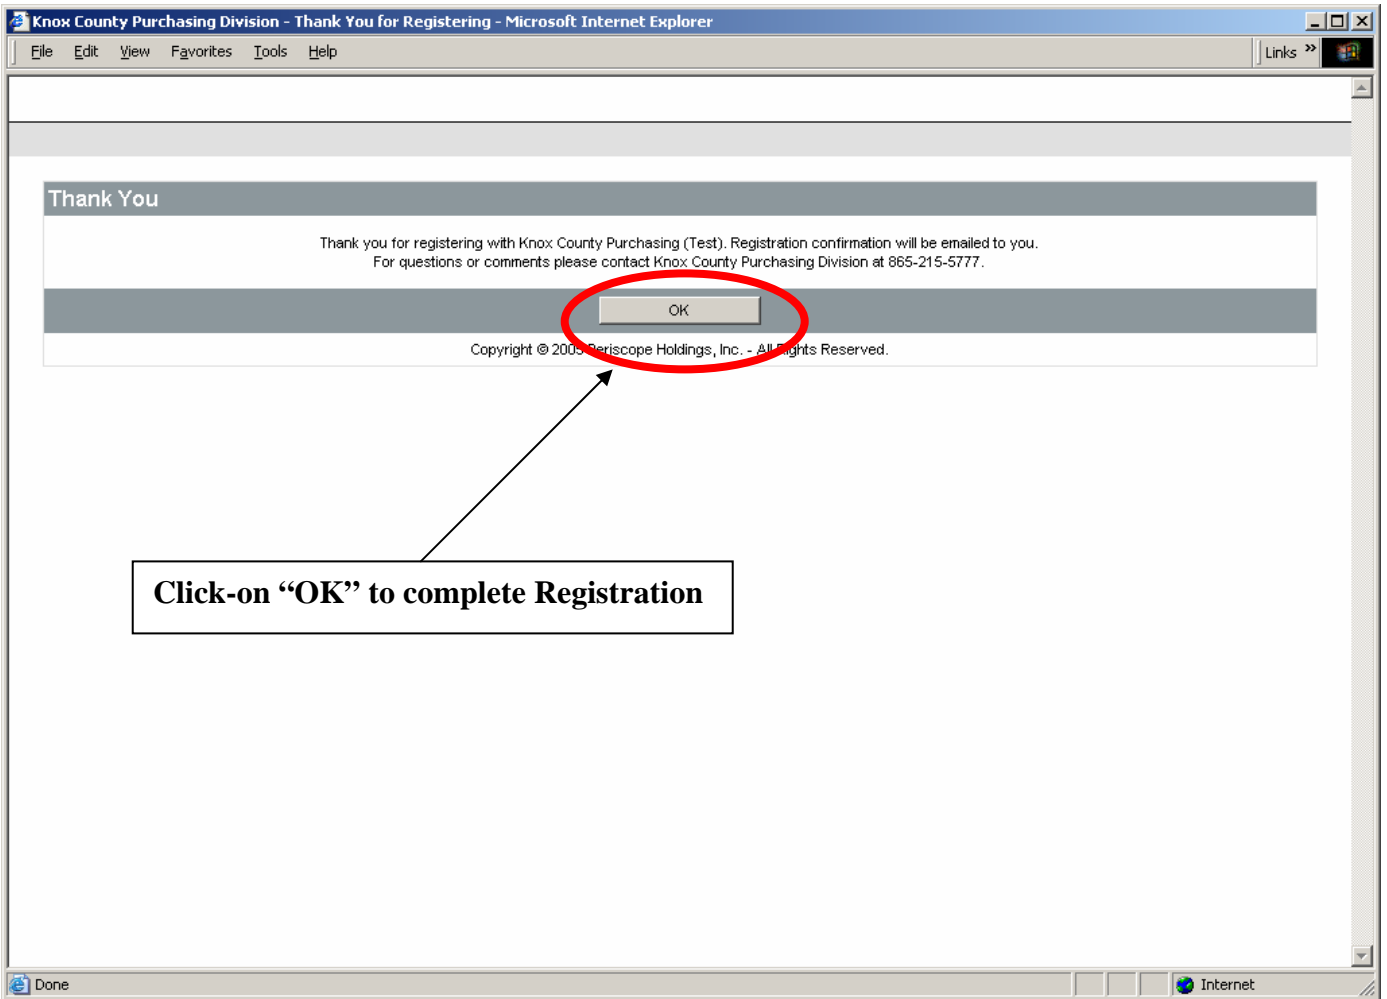 Knox County Purchasing Division - Thank You for Registering - Microsoft Internet Explorer
File Edit View Favorites Tools Help Links »
Thank You
Thank you for registering with Knox County Purchasing (Test). Registration confirmation will be emailed to you.
For questions or comments please contact Knox County Purchasing Division at 865-215-5777.
OK
Copyright © 2005 Periscope Holdings, Inc. - All Rights Reserved.
Click-on “OK” to complete Registration
Done Internet